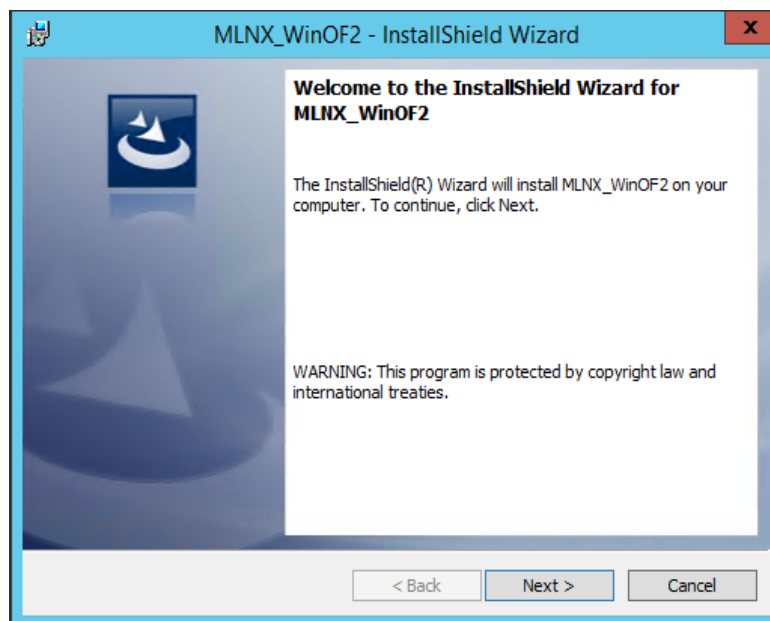 MLNX_WinOF2 - InstallShield Wizard
x
Welcome to the InstallShield Wizard for
MLNX_WinOF2
The InstallShield(R) Wizard will install MLNX_WinOF2 on your
computer. To continue, click Next.
WARNING: This program is protected by copyright law and
international treaties.
< Back
Next >
Cancel